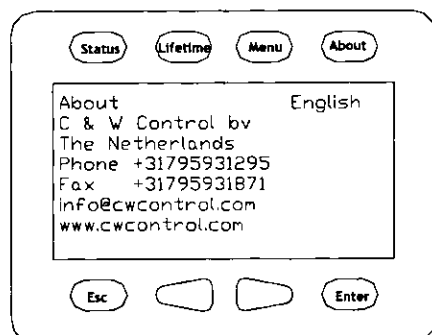 Status Lifetime Menu About
About English
C & W Control bv
The Netherlands
Phone +31795931295
Fax +31795931871
info@cwcontrol.com
www.cwcontrol.com
Esc Enter